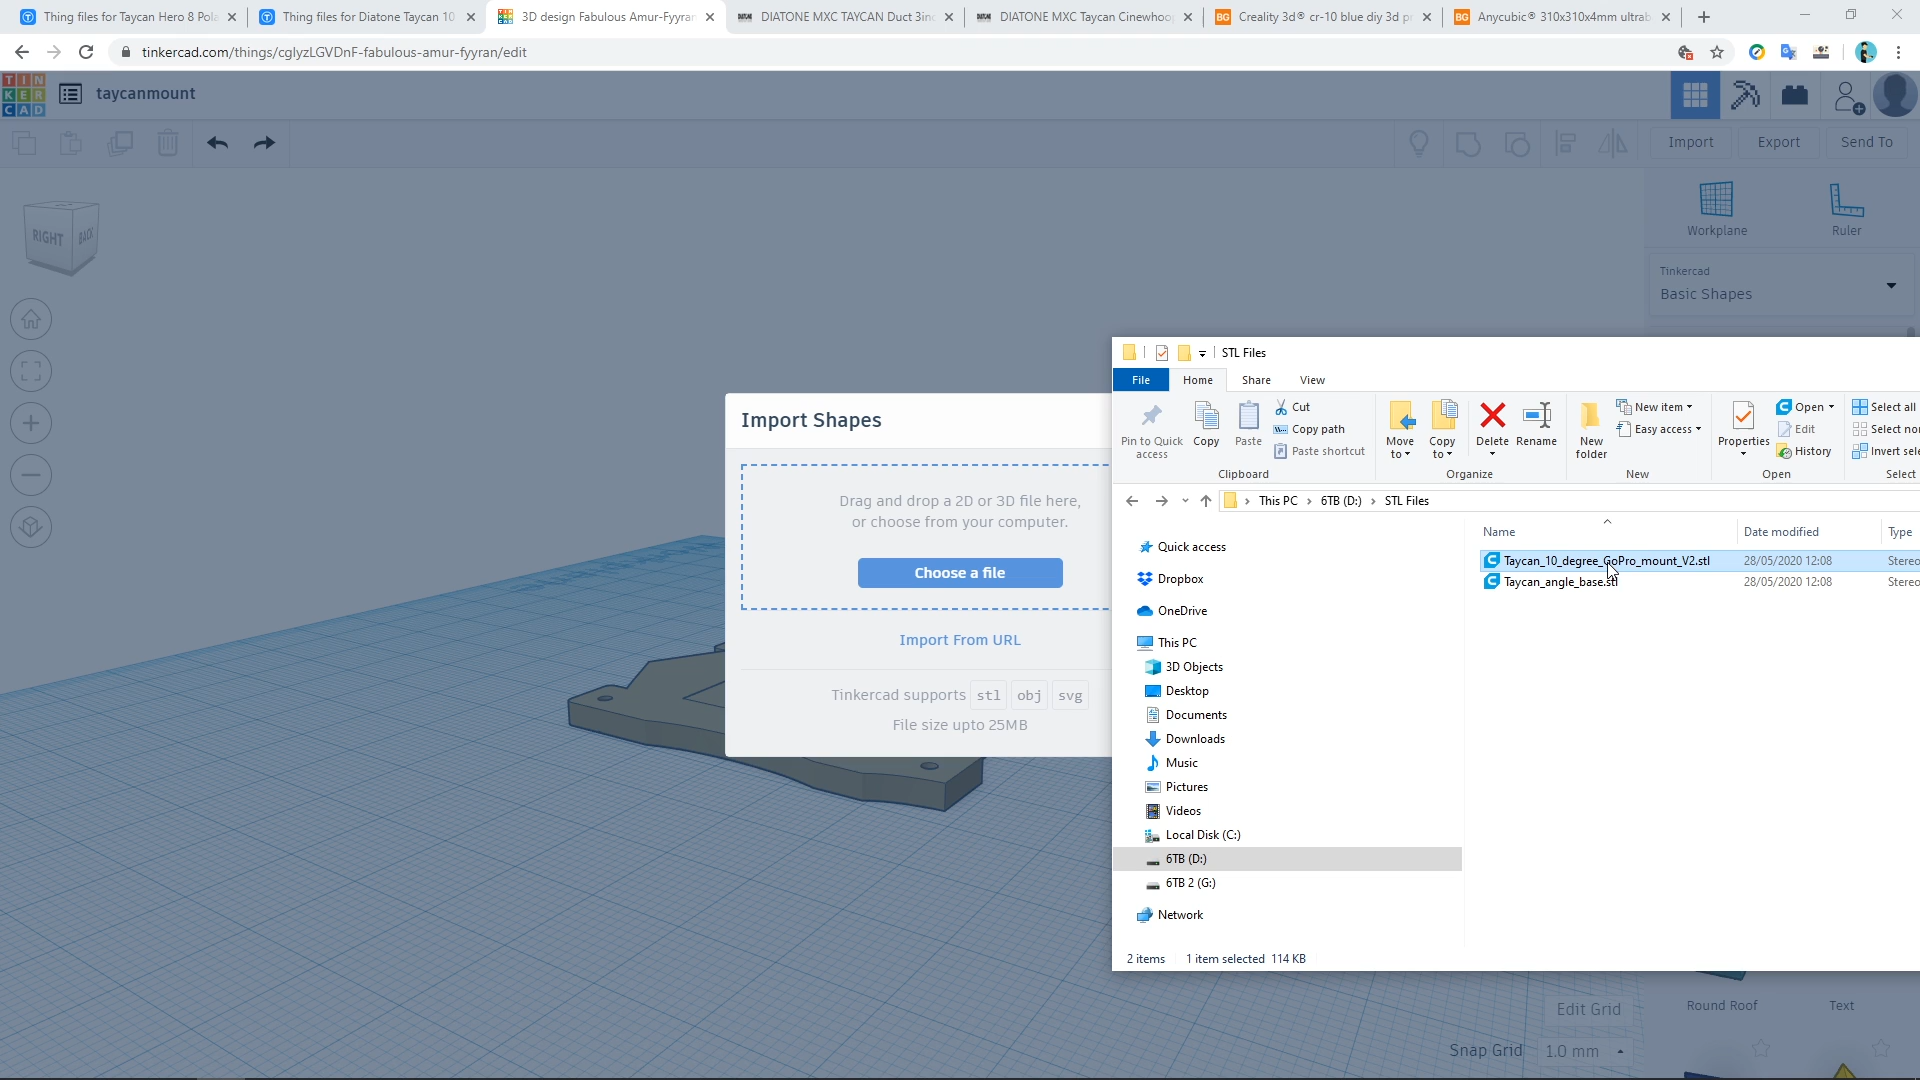 Thing files for Taycan Hero 8 Pola
Thing files for Diatone Taycan 10
3D design Fabulous Amur-Fyyran
DIATONE MXC TAYCAN Duct 3inc
DIATONE MXC Taycan Cinewhoop
Creality 3d® cr-10 blue diy 3d pr
Anycubic® 310x310x4mm ultrab
tinkercad.com/things/cglyzLGVDnF-fabulous-amur-fyyran/edit
TIN
KER
CAD
taycanmount
Import
Export
Send To
RIGHT
BACK
Workplane
Ruler
Tinkercad
Basic Shapes
Import Shapes
Drag and drop a 2D or 3D file here,
or choose from your computer.
Choose a file
Import From URL
Tinkercad supports stl obj svg
File size upto 25MB
STL Files
File
Home
Share
View
Pin to Quick access
Copy
Paste
Cut
Copy path
Paste shortcut
Clipboard
Move to
Copy to
Delete
Rename
Organize
New folder
New item
Easy access
New
Properties
Open
Edit
History
Open
Select all
Select non
Invert sele
Select
This PC
6TB (D:)
STL Files
Name
Date modified
Type
Taycan_10_degree_GoPro_mount_V2.stl
28/05/2020 12:08
Stereo
Taycan_angle_base.stl
28/05/2020 12:08
Stereo
Quick access
Dropbox
OneDrive
This PC
3D Objects
Desktop
Documents
Downloads
Music
Pictures
Videos
Local Disk (C:)
6TB (D:)
6TB 2 (G:)
Network
2 items
1 item selected 114 KB
Edit Grid
Snap Grid
1.0 mm
Round Roof
Text